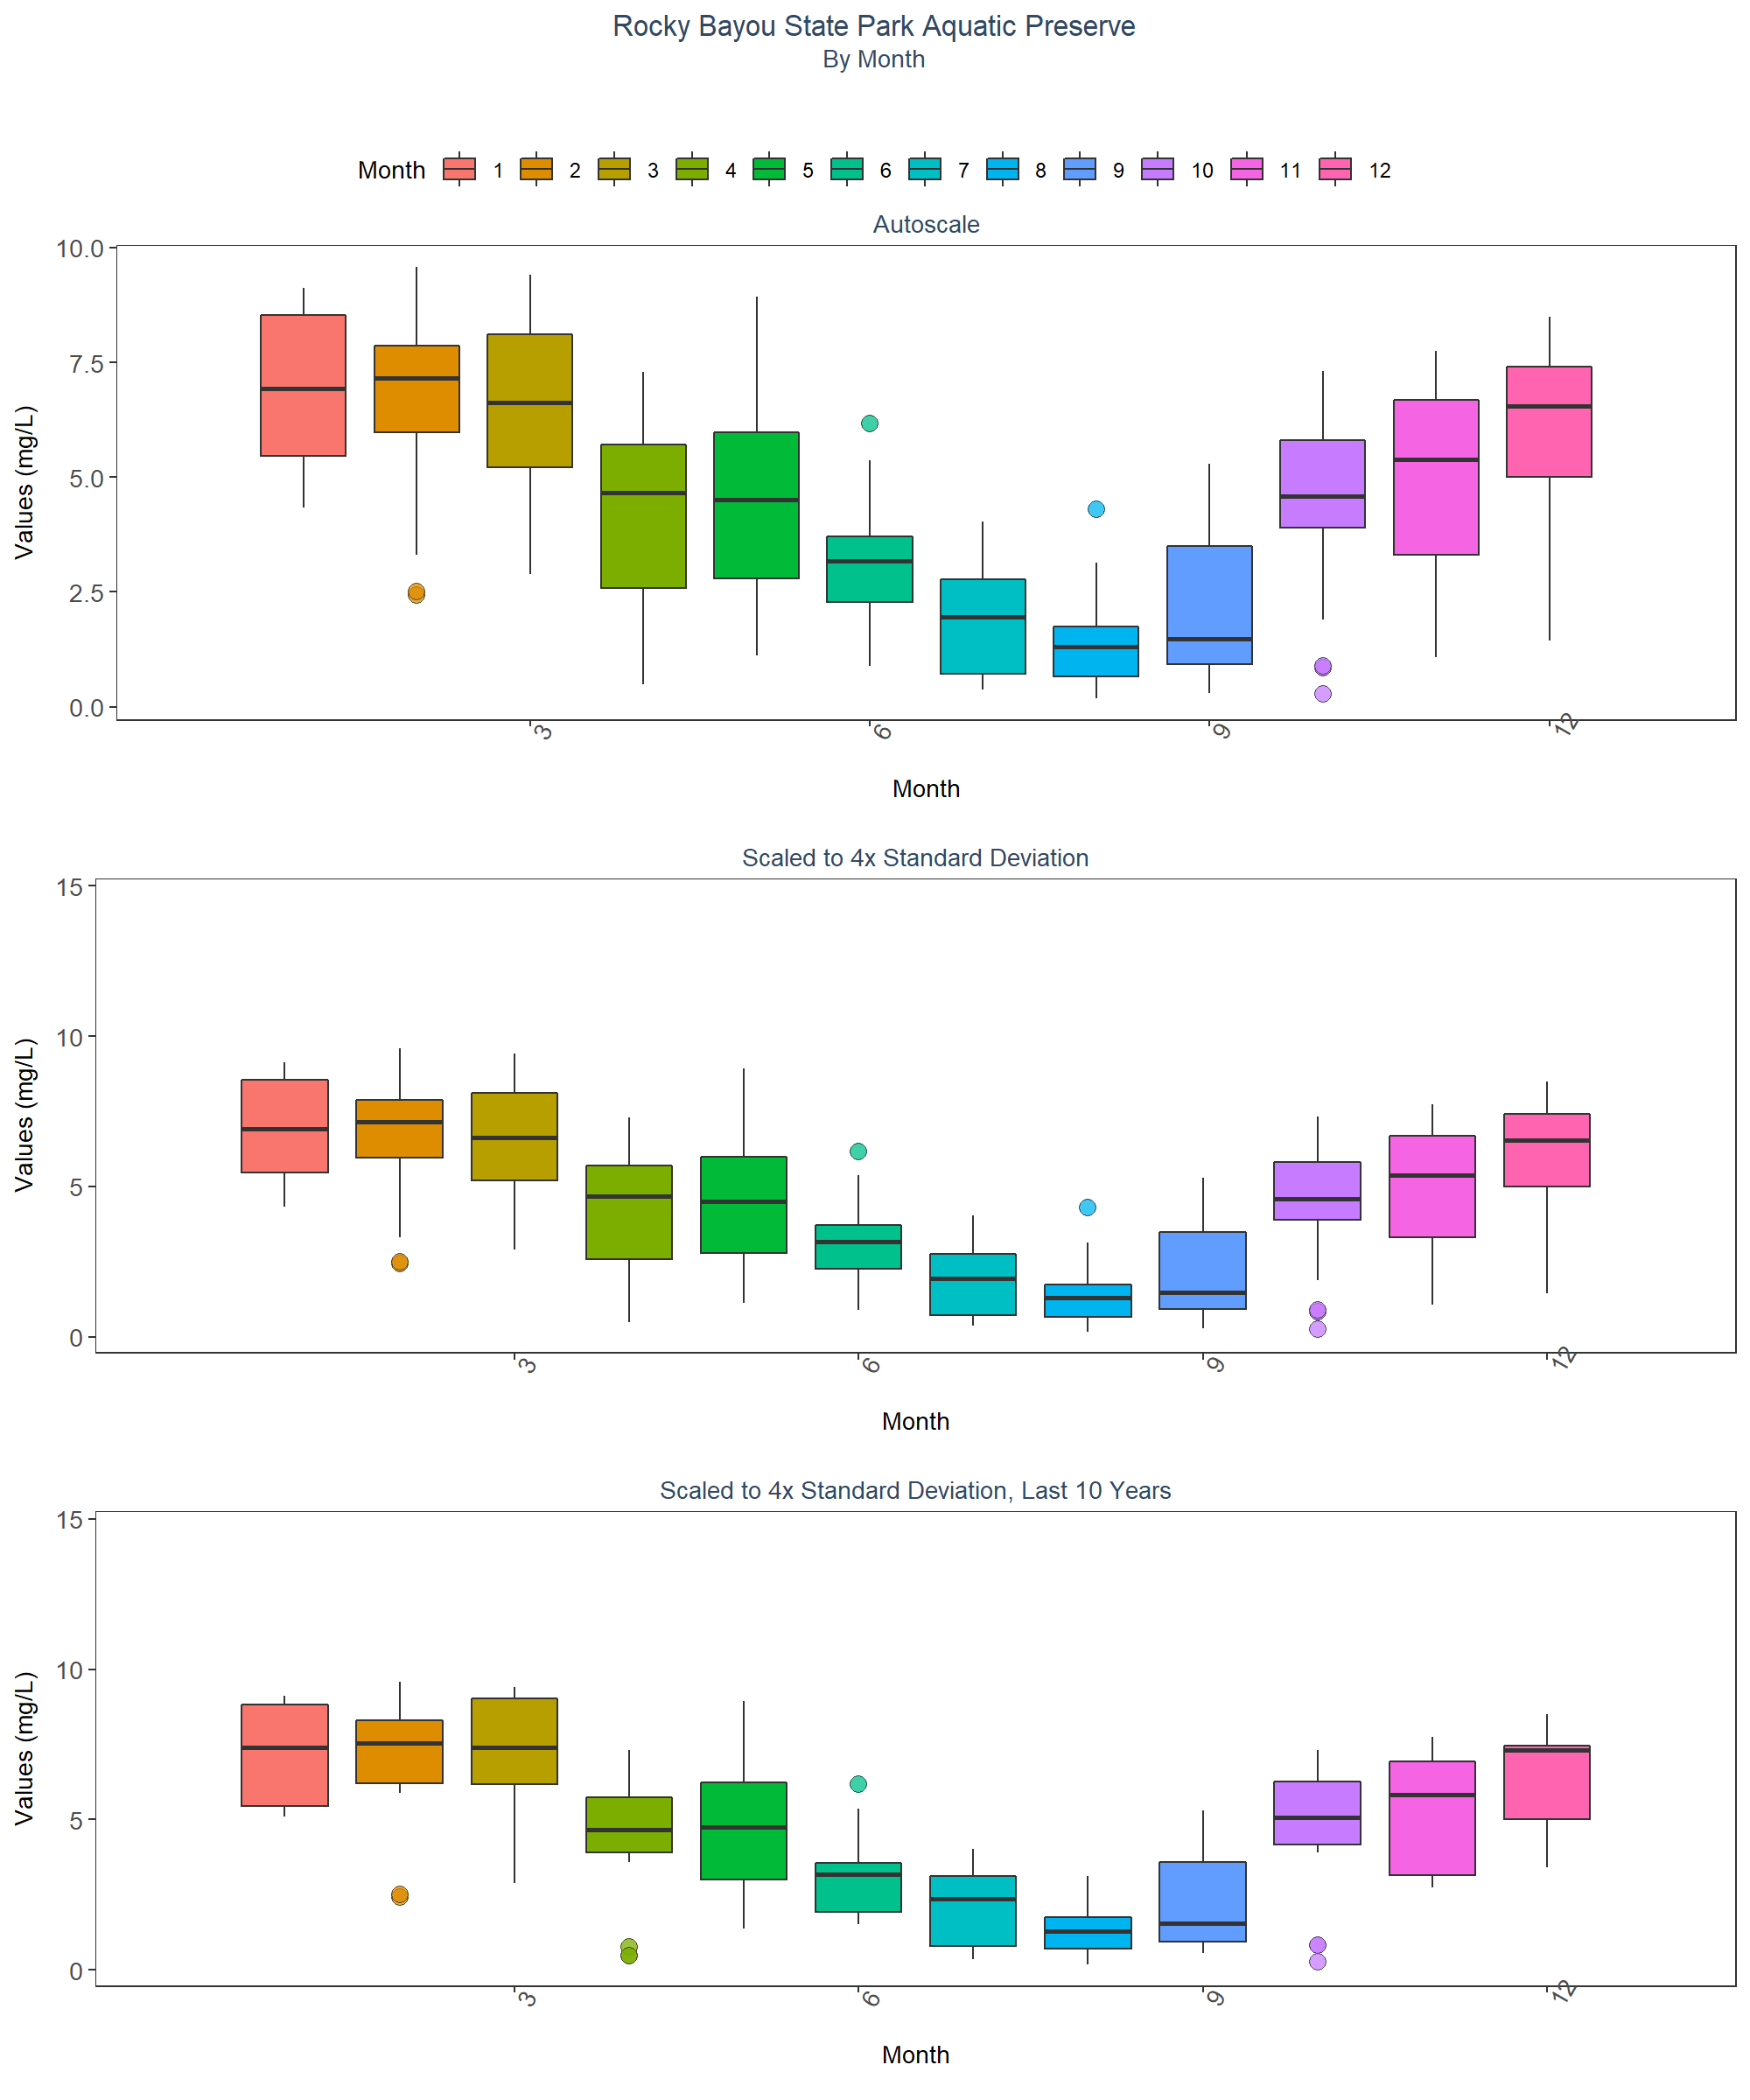 Rocky Bayou State Park Aquatic Preserve
By Month
Month 1 2 3 4 5 6 7 8 9 10 11 12
Autoscale
Values (mg/L)
10.0
7.5
5.0
2.5
0.0
3 6 9 12
Month
Scaled to 4x Standard Deviation
Values (mg/L)
15
10
5
0
3 6 9 12
Month
Scaled to 4x Standard Deviation, Last 10 Years
Values (mg/L)
15
10
5
0
3 6 9 12
Month